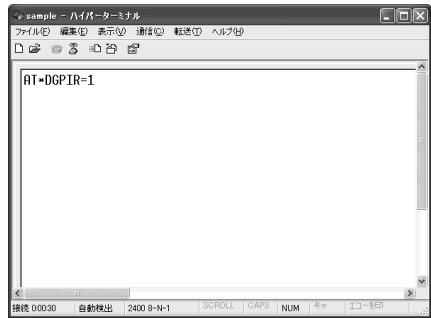 sample - ハイパーターミナル
ファイル(F) 編集(E) 表示(V) 通信(C) 転送(T) ヘルプ(H)
AT*DGPIR=1
接続 0:00:30 自動検出 2400 8-N-1 SCROLL CAPS NUM キャ エコーを印